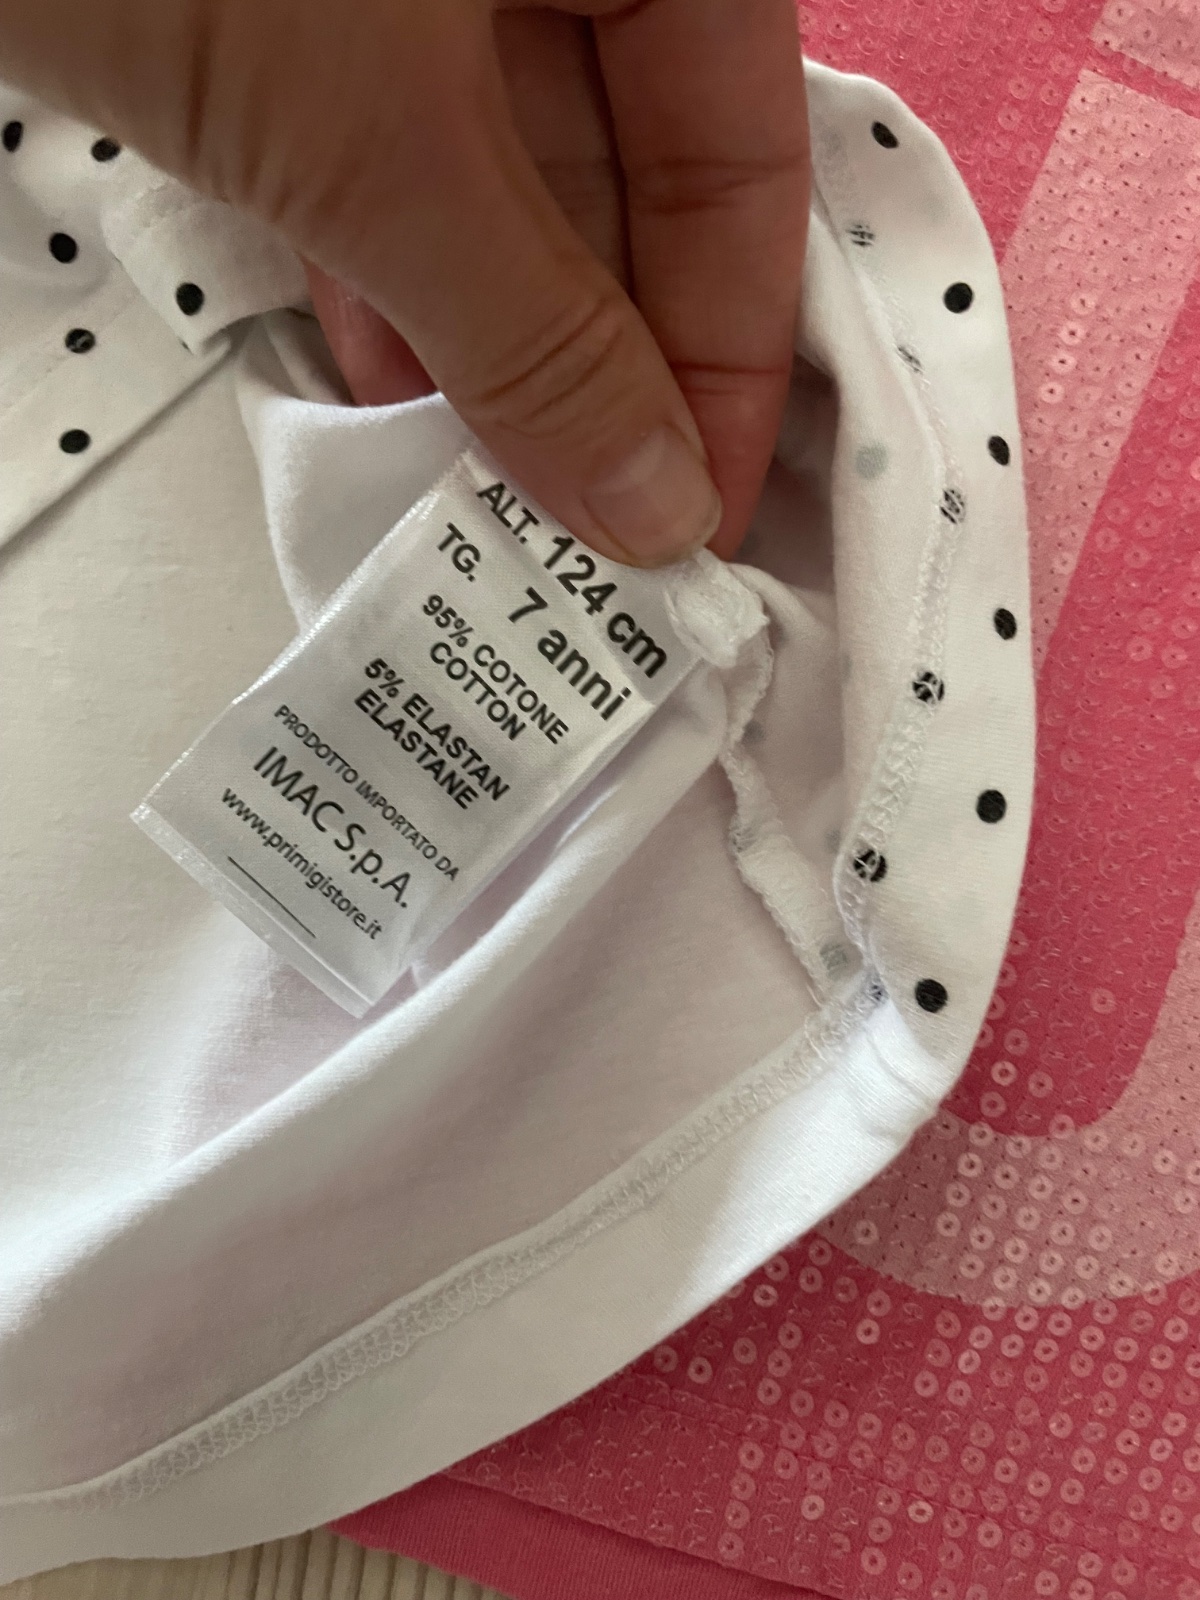 ALT. 124 cm
TG. 7 anni
95% COTONE
COTTON
5% ELASTAN
ELASTANE
PRODOTTO IMPORTATO DA
IMAC S.p.A.
www.primigistore.it